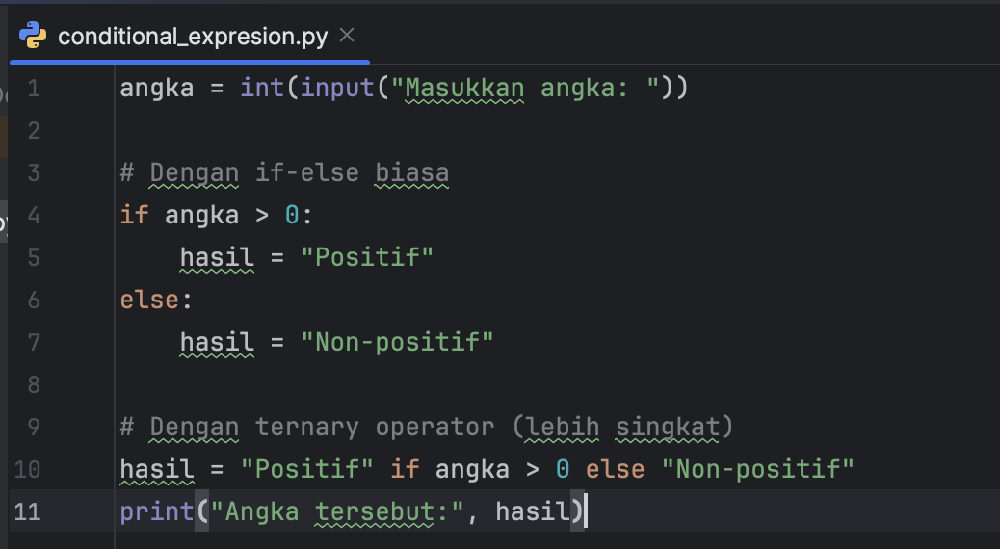 conditional_expresion.py
1 angka = int(input("Masukkan angka: "))
2
3 # Dengan if-else biasa
4 if angka > 0:
5     hasil = "Positif"
6 else:
7     hasil = "Non-positif"
8
9 # Dengan ternary operator (lebih singkat)
10 hasil = "Positif" if angka > 0 else "Non-positif"
11 print("Angka tersebut:", hasil)